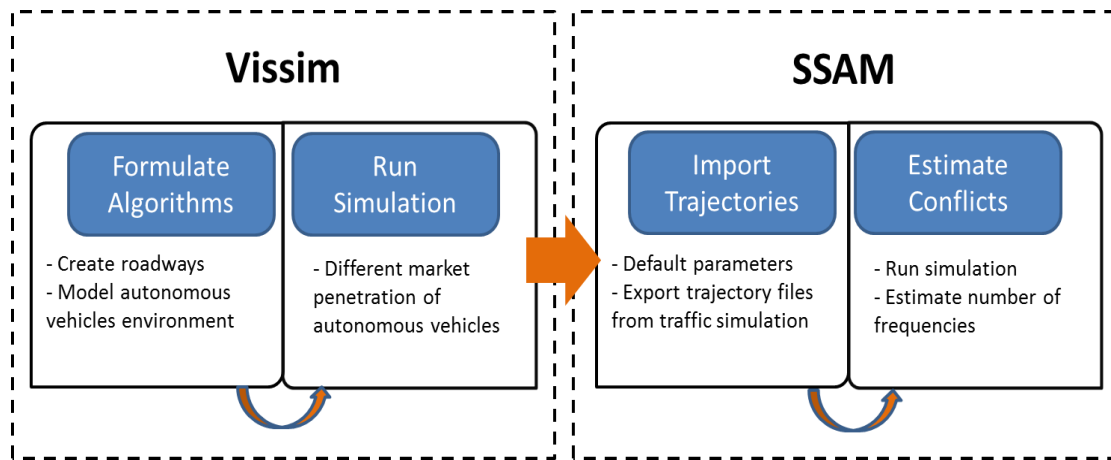 Vissim
Formulate
Algorithms
- Create roadways
- Model autonomous
vehicles environment
Run
Simulation
- Different market
penetration of
autonomous vehicles
SSAM
Import
Trajectories
- Default parameters
- Export trajectory files
from traffic simulation
Estimate
Conflicts
- Run simulation
- Estimate number of
frequencies